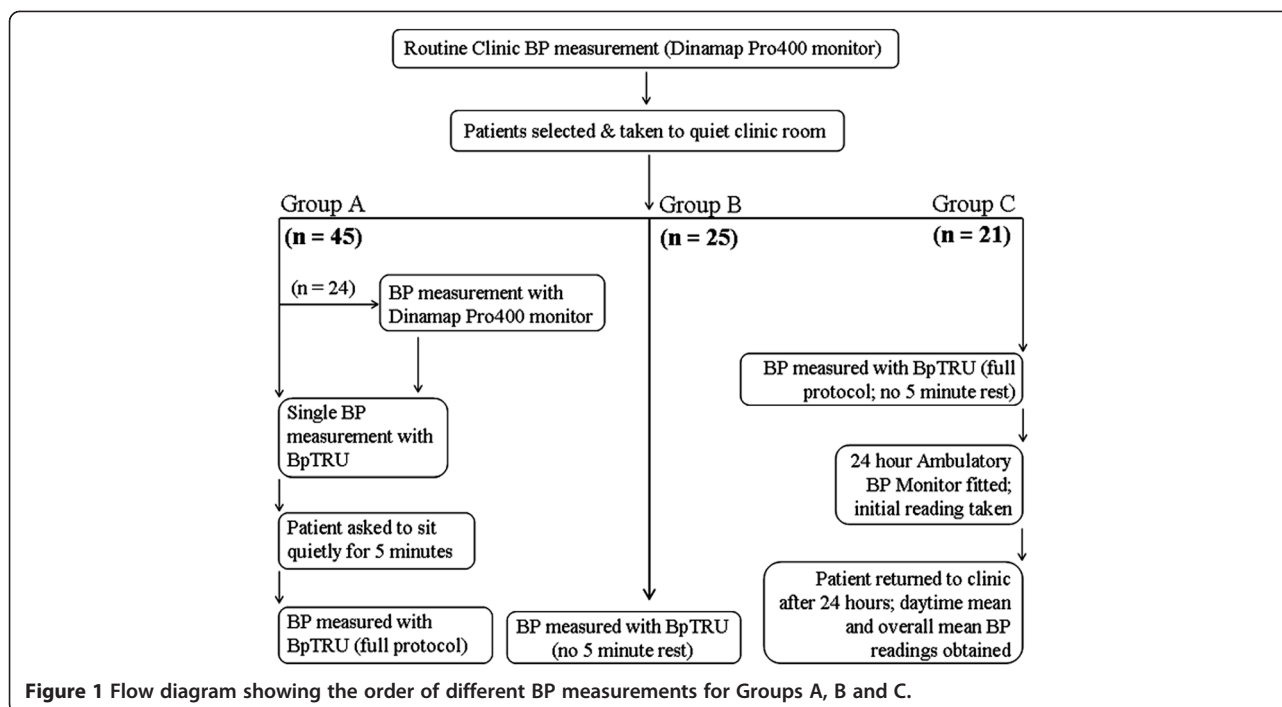 Routine Clinic BP measurement (Dinamap Pro400 monitor)
Patients selected & taken to quiet clinic room
Group A
(n = 45)
Group B
(n = 25)
Group C
(n = 21)
(n = 24)
BP measurement with
Dinamap Pro400 monitor
Single BP
measurement with
BpTRU
Patient asked to sit
quietly for 5 minutes
BP measured with
BpTRU (full protocol)
BP measured with BpTRU
(no 5 minute rest)
BP measured with BpTRU (full
protocol; no 5 minute rest)
24 hour Ambulatory
BP Monitor fitted;
initial reading taken
Patient returned to clinic
after 24 hours; daytime mean
and overall mean BP
readings obtained
Figure 1 Flow diagram showing the order of different BP measurements for Groups A, B and C.